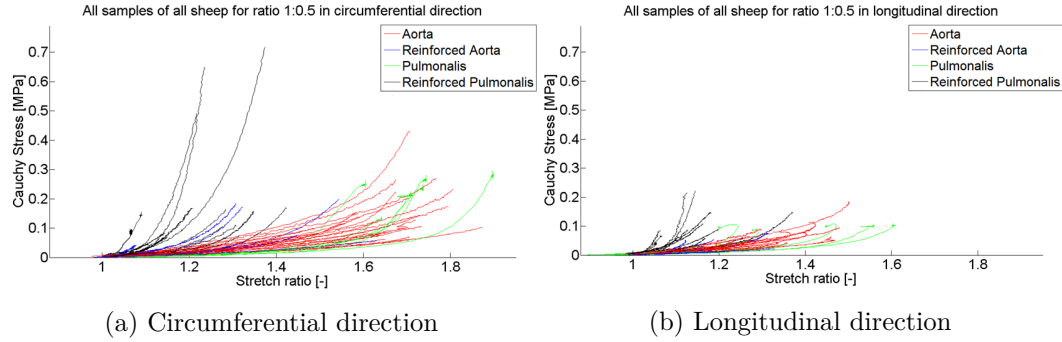 All samples of all sheep for ratio 1:0.5 in circumferential direction
Aorta
Reinforced Aorta
Pulmonalis
Reinforced Pulmonalis
Cauchy Stress [MPa]
0.7
0.6
0.5
0.4
0.3
0.2
0.1
0
1
1.2
1.4
1.6
1.8
Stretch ratio [-]
(a) Circumferential direction
All samples of all sheep for ratio 1:0.5 in longitudinal direction
Aorta
Reinforced Aorta
Pulmonalis
Reinforced Pulmonalis
Cauchy Stress [MPa]
0.7
0.6
0.5
0.4
0.3
0.2
0.1
0
1
1.2
1.4
1.6
1.8
Stretch ratio [-]
(b) Longitudinal direction